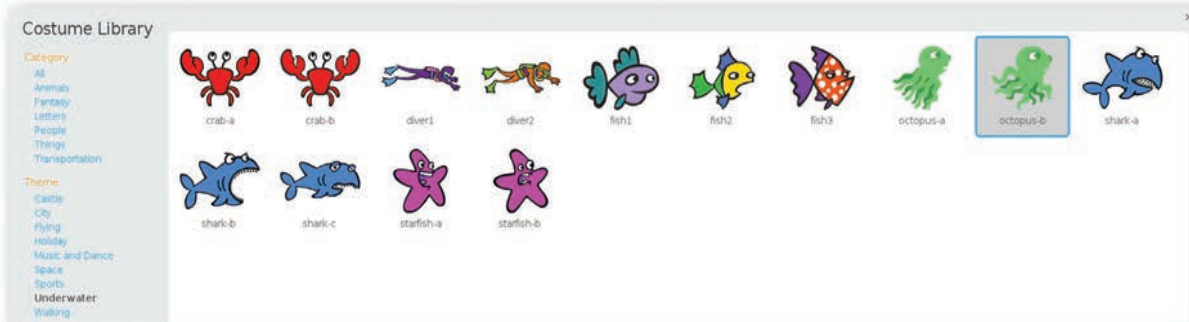 Costume Library
Category
All
Animals
Fantasy
Letters
People
Things
Transportation
Theme
Castle
City
Flying
Holiday
Music and Dance
Space
Sports
Underwater
Walking
crab-a
crab-b
diver1
diver2
fish1
fish2
fish3
octopus-a
octopus-b
shark-a
shark-b
shark-c
starfish-a
starfish-b